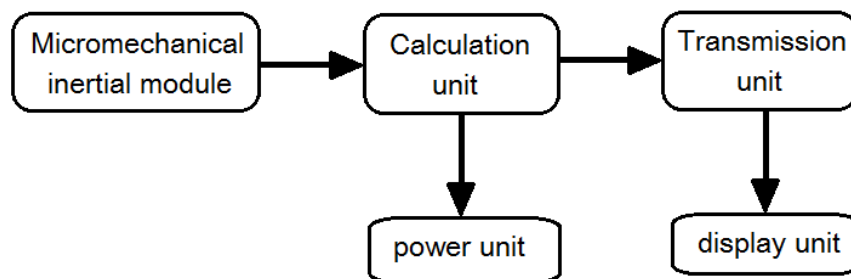 Micromechanical
inertial module
Calculation
unit
Transmission
unit
power unit
display unit